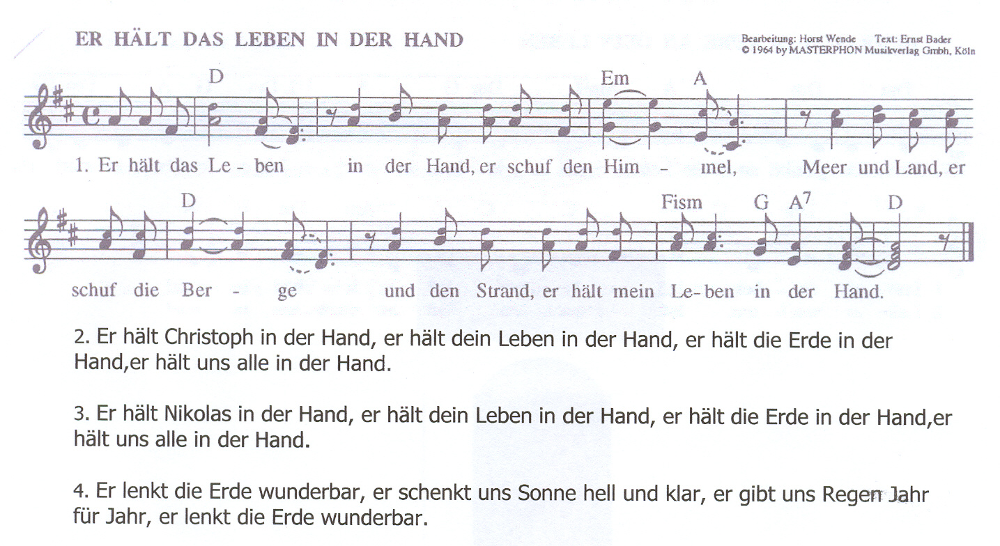 ER HÄLT DAS LEBEN IN DER HAND
Bearbeitung: Horst Wende Text: Ernst Bader
© 1964 by MASTERPHON Musikverlag Gmbh, Köln
D Em A
1. Er hält das Le - ben in der Hand, er schuf den Him - mel, Meer und Land, er
D Fism G A7 D
schuf die Ber - ge und den Strand, er hält mein Le - ben in der Hand.
2. Er hält Christoph in der Hand, er hält dein Leben in der Hand, er hält die Erde in der
Hand,er hält uns alle in der Hand.
3. Er hält Nikolas in der Hand, er hält dein Leben in der Hand, er hält die Erde in der Hand,er
hält uns alle in der Hand.
4. Er lenkt die Erde wunderbar, er schenkt uns Sonne hell und klar, er gibt uns Regen Jahr
für Jahr, er lenkt die Erde wunderbar.